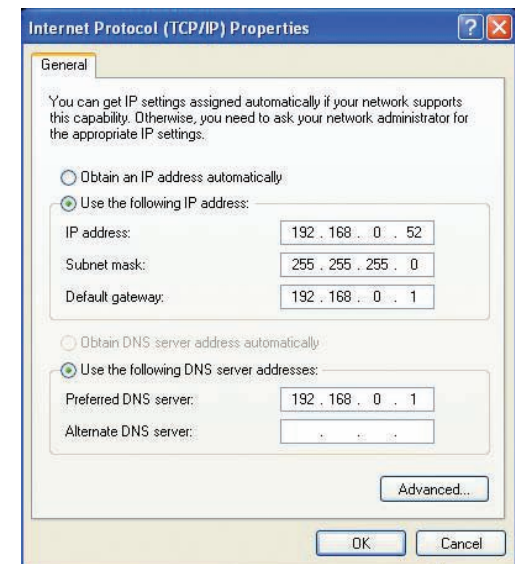 Internet Protocol (TCP/IP) Properties
General
You can get IP settings assigned automatically if your network supports
this capability. Otherwise, you need to ask your network administrator for
the appropriate IP settings.
Obtain an IP address automatically
Use the following IP address:
IP address: 192 . 168 . 0 . 52
Subnet mask: 255 . 255 . 255 . 0
Default gateway: 192 . 168 . 0 . 1
Obtain DNS server address automatically
Use the following DNS server addresses:
Preferred DNS server: 192 . 168 . 0 . 1
Alternate DNS server: . . .
Advanced...
OK Cancel